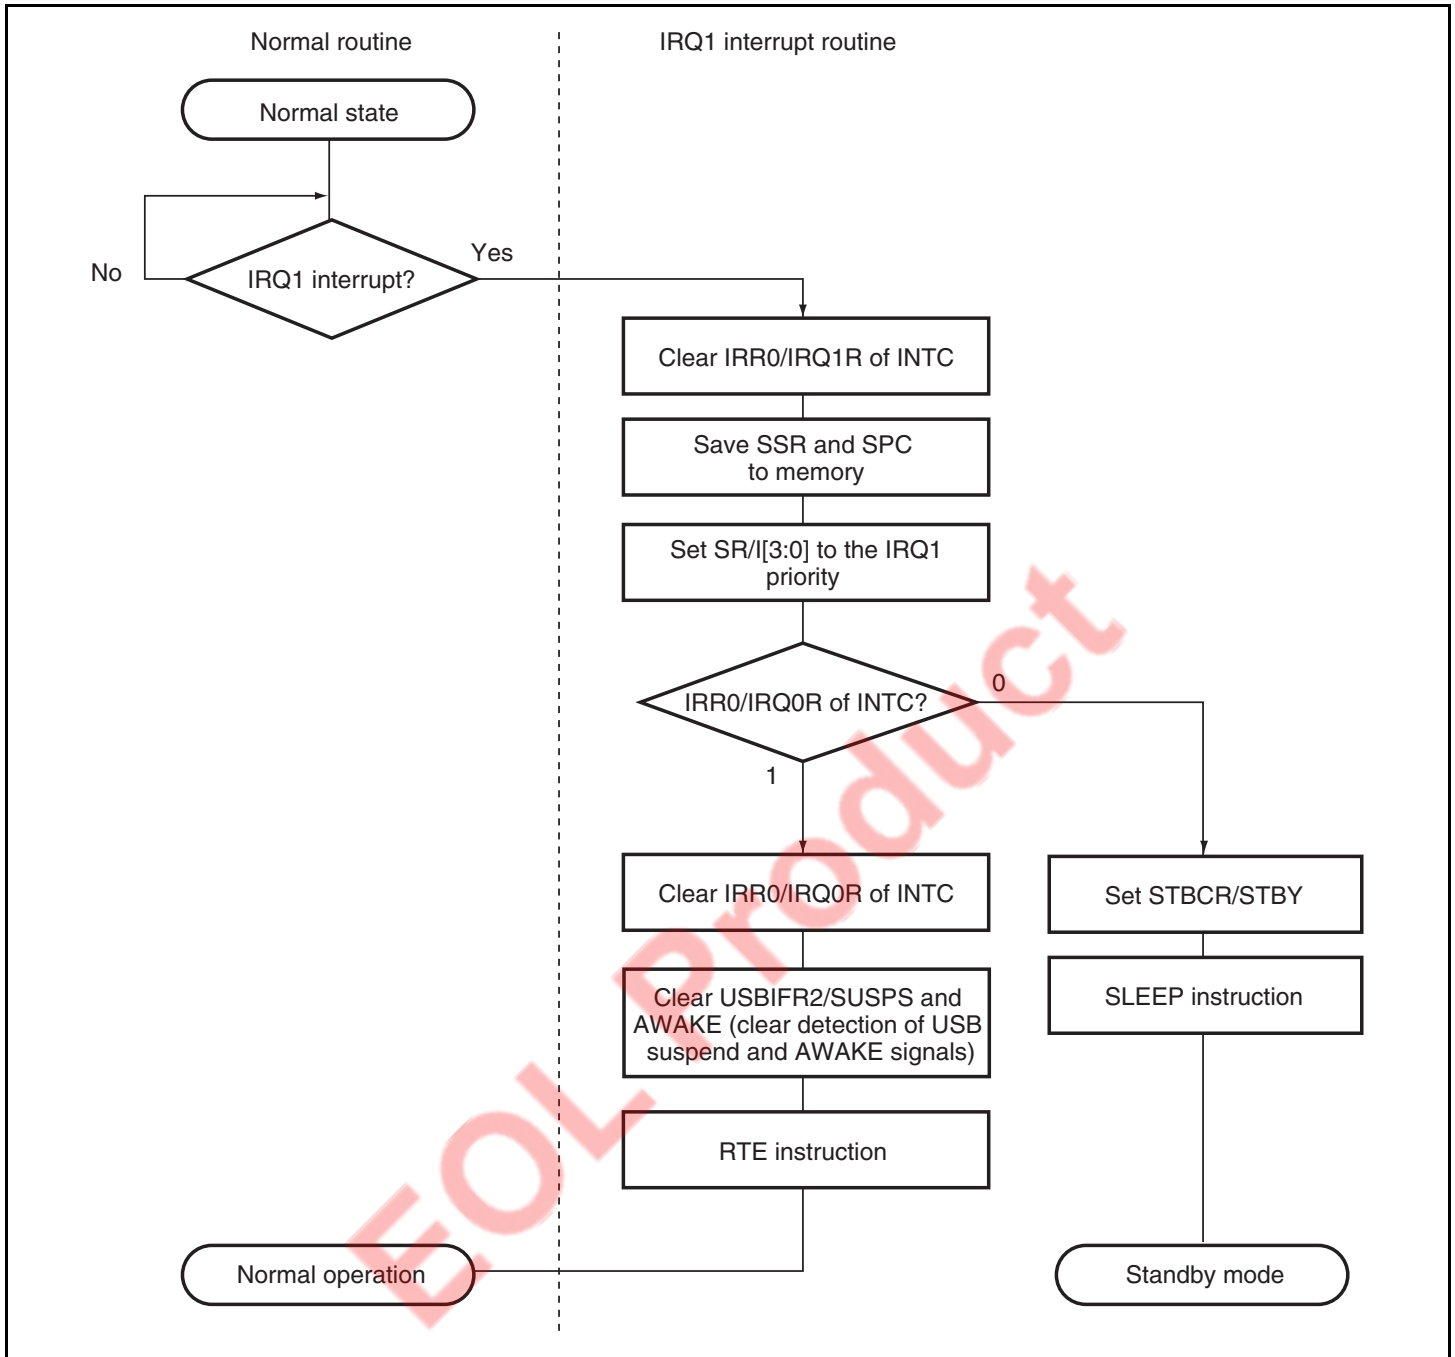 Normal routine
IRQ1 interrupt routine
Normal state
No
IRQ1 interrupt?
Yes
Clear IRR0/IRQ1R of INTC
Save SSR and SPC
to memory
Set SR/I[3:0] to the IRQ1
priority
IRR0/IRQ0R of INTC?
0
1
Clear IRR0/IRQ0R of INTC
Set STBCR/STBY
Clear USBIFR2/SUSPS and
AWAKE (clear detection of USB
suspend and AWAKE signals)
SLEEP instruction
RTE instruction
Normal operation
Standby mode
EOL Product